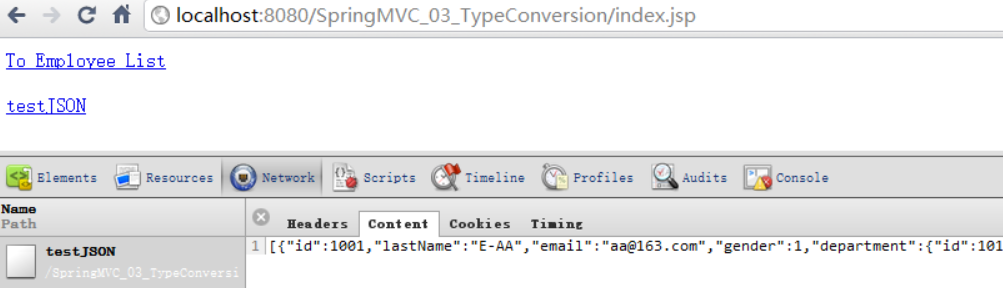 localhost:8080/SpringMVC_03_TypeConversion/index.jsp
To Employee List
testJSON
Elements Resources Network Scripts Timeline Profiles Audits Console
Name
Path
Headers Content Cookies Timing
testJSON
/SpringMVC_03_TypeConversi
1 [{"id":1001,"lastName":"E-AA","email":"aa@163.com","gender":1,"department":{"id":101